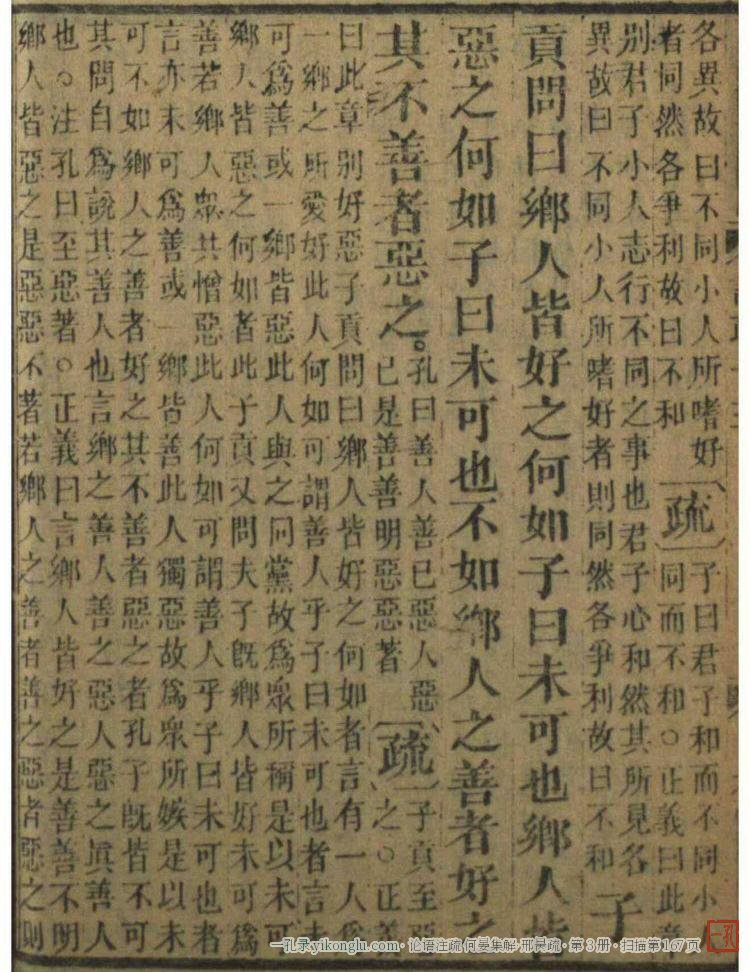 各異故曰不同小人所嗜好
者同然各爭利故曰不和
疏
子曰君子和而不同小人
同而不和○正義曰此章
別君子小人志行不同之事也君子心和然其所見各
異故曰不同小人所嗜好者則同然各爭利故曰不和
子
貢問曰鄉人皆好之何如子曰未可也鄉人皆
惡之何如子曰未可也不如鄉人之善者好之
其不善者惡之。
孔曰善人善已惡人惡
已是善善明惡惡著
疏
子貢至惡
之○正義
曰此章別好惡子貢問曰鄉人皆好之何如者言有一人爲
一鄉之所愛好此人何如可謂善人乎子曰未可也者言未
可爲善或一鄉皆惡此人與之同黨故爲衆所稱是以未可
鄉人皆惡之何如者此子貢又問夫子旣鄉人皆好未可爲
善若鄉人衆共憎惡此人何如可謂善人乎子曰未可也者
言亦未可爲善或一鄉皆善此人獨惡故爲衆所嫉是以未
可不如鄉人之善者好之其不善者惡之者孔子旣皆不可
其問自爲說其善人也言鄉之善人善之惡人惡之眞善人
也○注孔曰至惡著○正義曰言鄉人皆好之是善善不明
鄉人皆惡之是惡惡不著若鄉人之善者善之惡者惡之則
一孔录yikonglu.com · 论语注疏.何晏集解.邢昺疏 · 第3册 · 扫描第167页
一孔